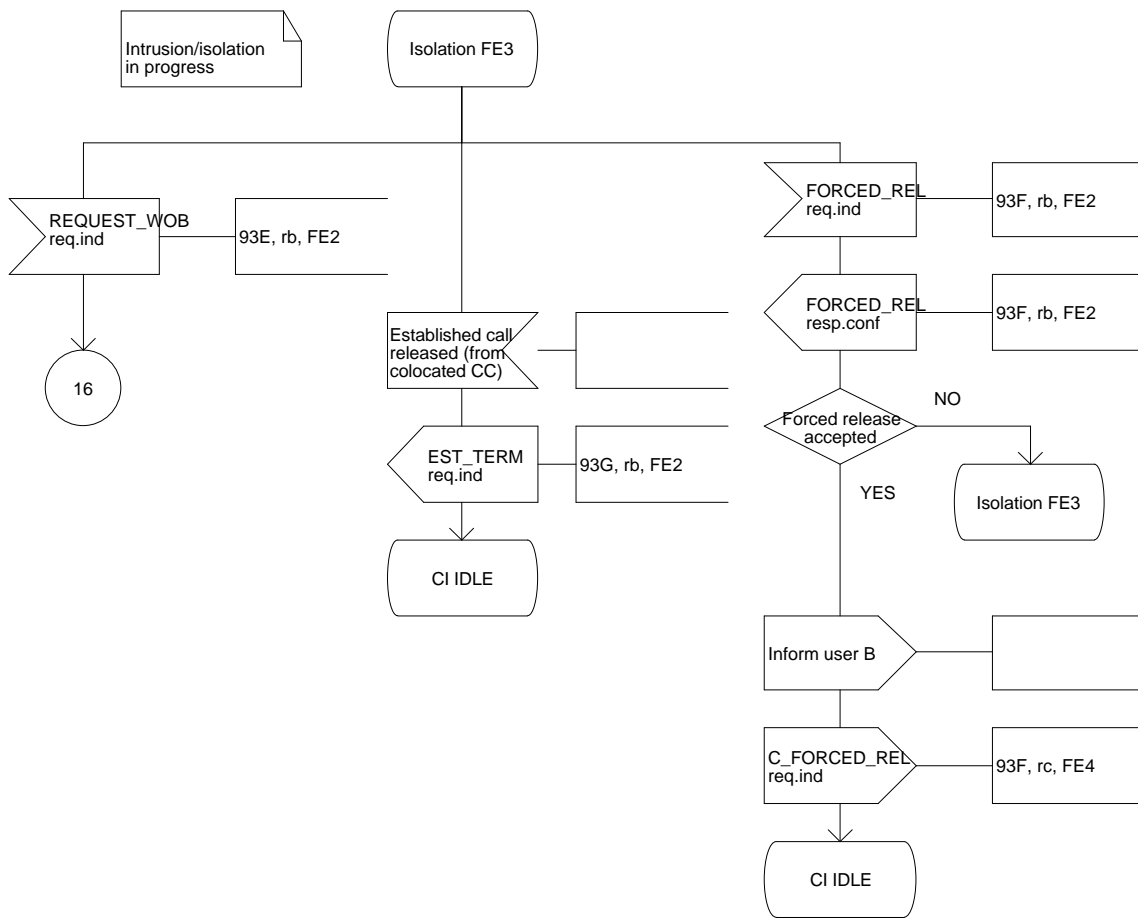 Intrusion/isolation
in progress
Isolation FE3
REQUEST_WOB
req.ind
93E, rb, FE2
16
Established call
released (from
colocated CC)
EST_TERM
req.ind
93G, rb, FE2
CI IDLE
FORCED_REL
req.ind
93F, rb, FE2
FORCED_REL
resp.conf
93F, rb, FE2
Forced release
accepted
NO
YES
Isolation FE3
Inform user B
C_FORCED_REL
req.ind
93F, rc, FE4
CI IDLE